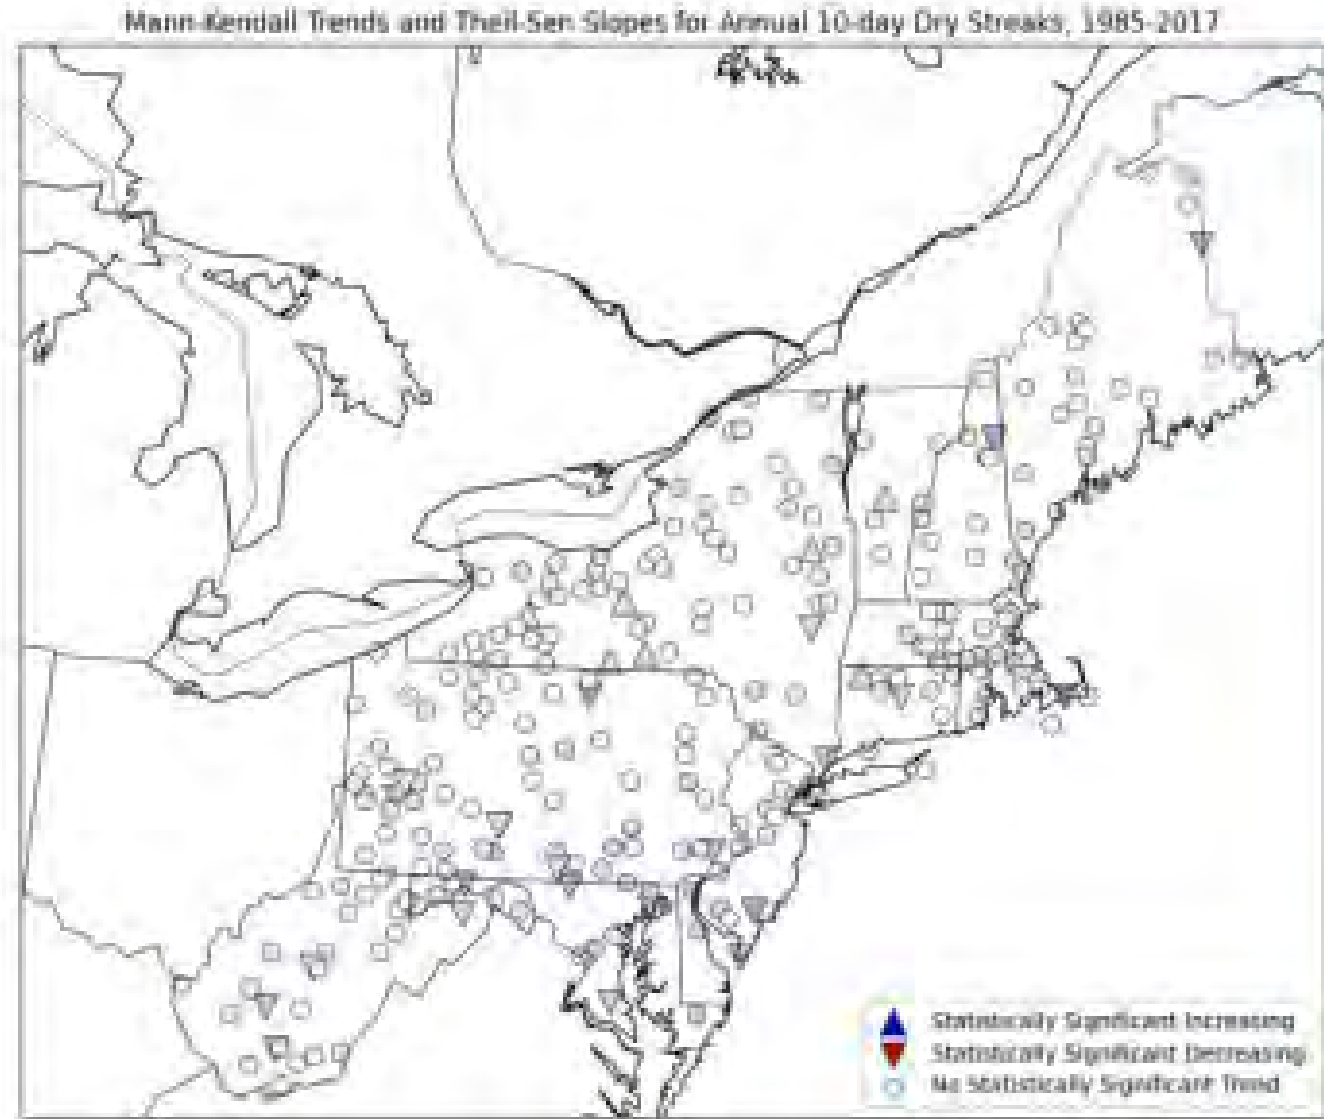 Mann-Kendall Trends and Theil-Sen Slopes for Annual 10-day Dry Streaks, 1985-2017
Statistically Significant Increasing
Statistically Significant Decreasing
No Statistically Significant Trend